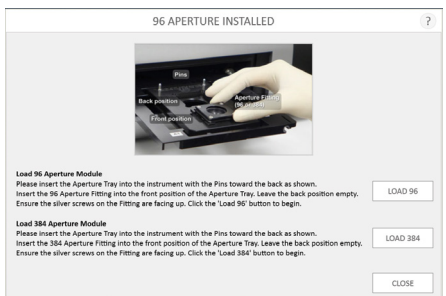 96 APERTURE INSTALLED
?
Pins
Back position
Aperture Fitting
(96 or 384)
Front position
Load 96 Aperture Module
Please insert the Aperture Tray into the instrument with the Pins toward the back as shown.
Insert the 96 Aperture Fitting into the front position of the Aperture Tray. Leave the back position empty.
Ensure the silver screws on the Fitting are facing up. Click the 'Load 96' button to begin.
LOAD 96
Load 384 Aperture Module
Please insert the Aperture Tray into the instrument with the Pins toward the back as shown.
Insert the 384 Aperture Fitting into the front position of the Aperture Tray. Leave the back position empty.
Ensure the silver screws on the Fitting are facing up. Click the 'Load 384' button to begin.
LOAD 384
CLOSE